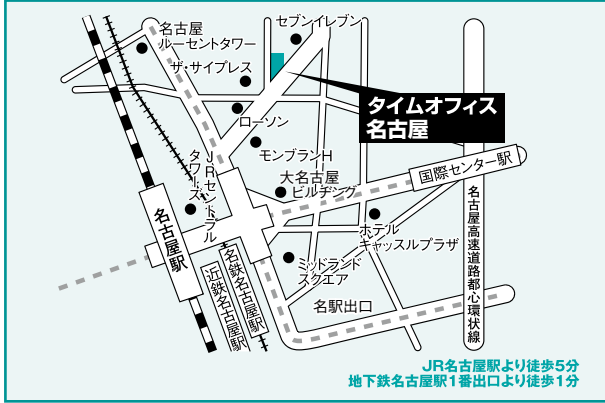 セブンイレブン
名古屋
ルーセントタワー
ザ・サイプレス
タイムオフィス
名古屋
ローソン
モンブランH
JRセントラル
タワーズ
大名古屋
ビルヂング
国際センター駅
名古屋駅
ホテル
キャッスルプラザ
名古屋高速道路都心環状線
ミッドランド
スクエア
名鉄名古屋駅
近鉄名古屋駅
名駅出口
JR名古屋駅より徒歩5分
地下鉄名古屋駅1番出口より徒歩1分